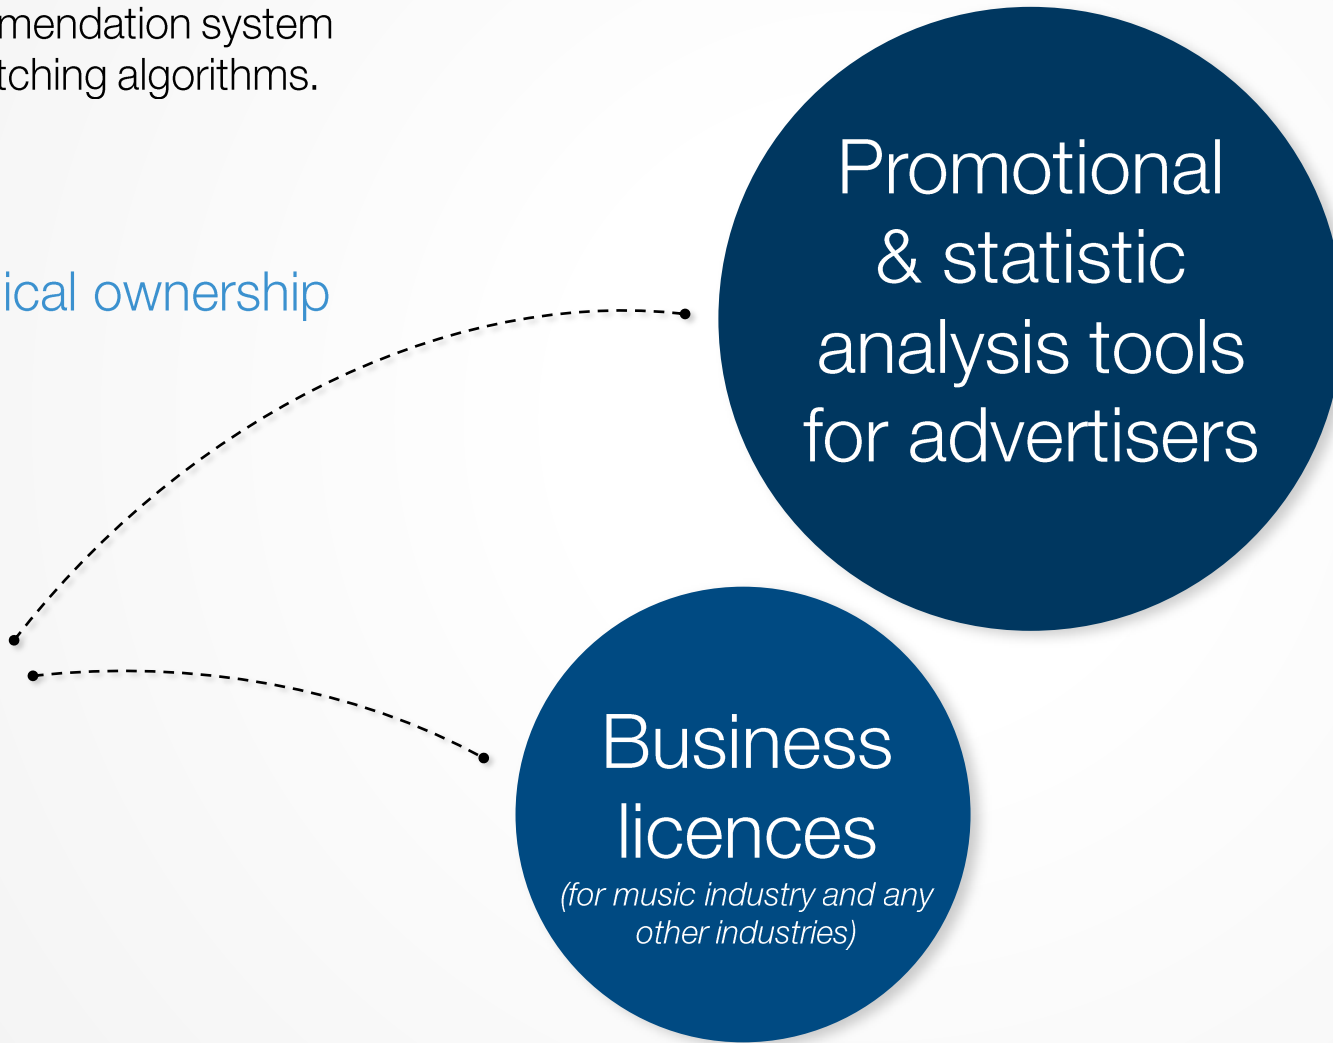 mendation system
tching algorithms.
ical ownership
Promotional
& statistic
analysis tools
for advertisers
Business
licences
(for music industry and any
other industries)